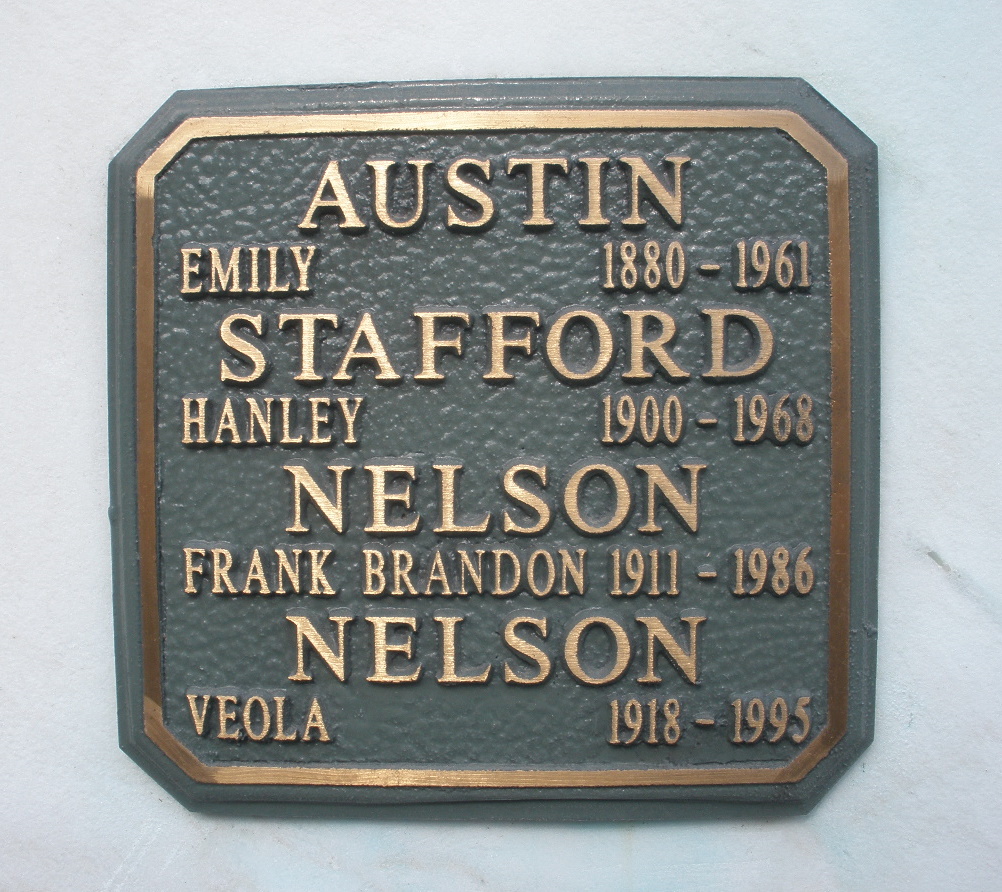 AUSTIN
EMILY 1880 – 1961
STAFFORD
HANLEY 1900 – 1968
NELSON
FRANK BRANDON 1911 – 1986
NELSON
VEOLA 1918 – 1995